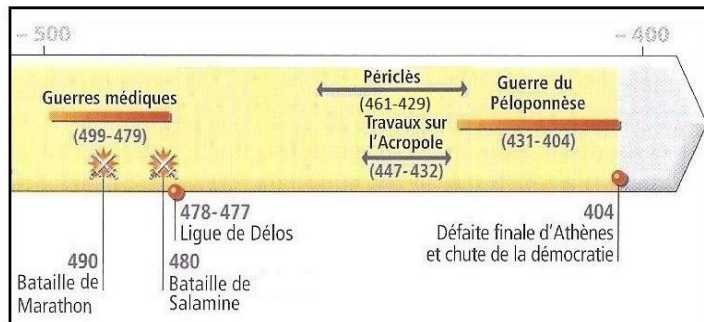 - 500
- 400
Périclès
(461-429)
Guerres médiques
(499-479)
Guerre du
Péloponnèse
(431-404)
Travaux sur
l'Acropole
(447-432)
478-477
Ligue de Délos
404
Défaite finale d'Athènes
et chute de la démocratie
490
Bataille de
Marathon
480
Bataille de
Salamine